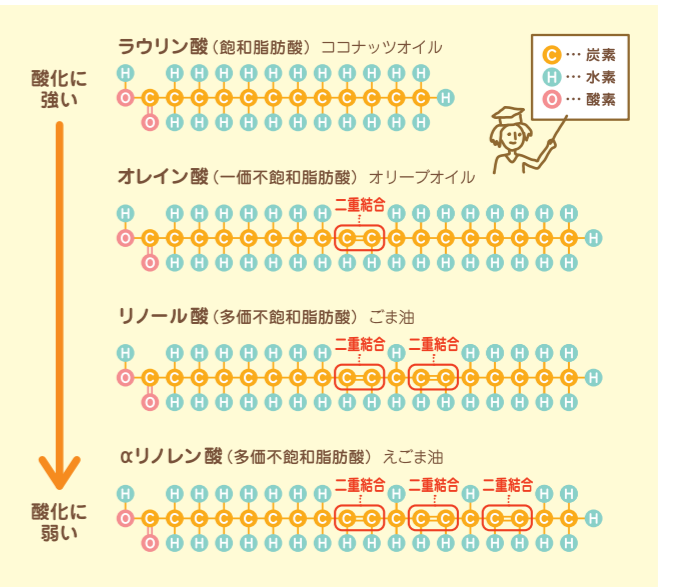 ラウリン酸(飽和脂肪酸) ココナッツオイル
酸化に
強い
H H H H H H H H H H H H
O C C C C C C C C C C C C H
O H H H H H H H H H H H
C … 炭素
H … 水素
O … 酸素
オレイン酸(一価不飽和脂肪酸) オリーブオイル
二重結合
H H H H H H H H H H H H H H H H
O C C C C C C C C C C C C C C C C C C H
O H H H H H H H H H H H H H H H H H
リノール酸(多価不飽和脂肪酸) ごま油
二重結合 二重結合
H H H H H H H H H H H H H H
O C C C C C C C C C C C C C C C C C C H
O H H H H H H H H H H H H H H H H H
αリノレン酸(多価不飽和脂肪酸) えごま油
二重結合 二重結合 二重結合
H H H H H H H H H H H H
O C C C C C C C C C C C C C C C C C C H
O H H H H H H H H H H H H H H H H H
酸化に
弱い